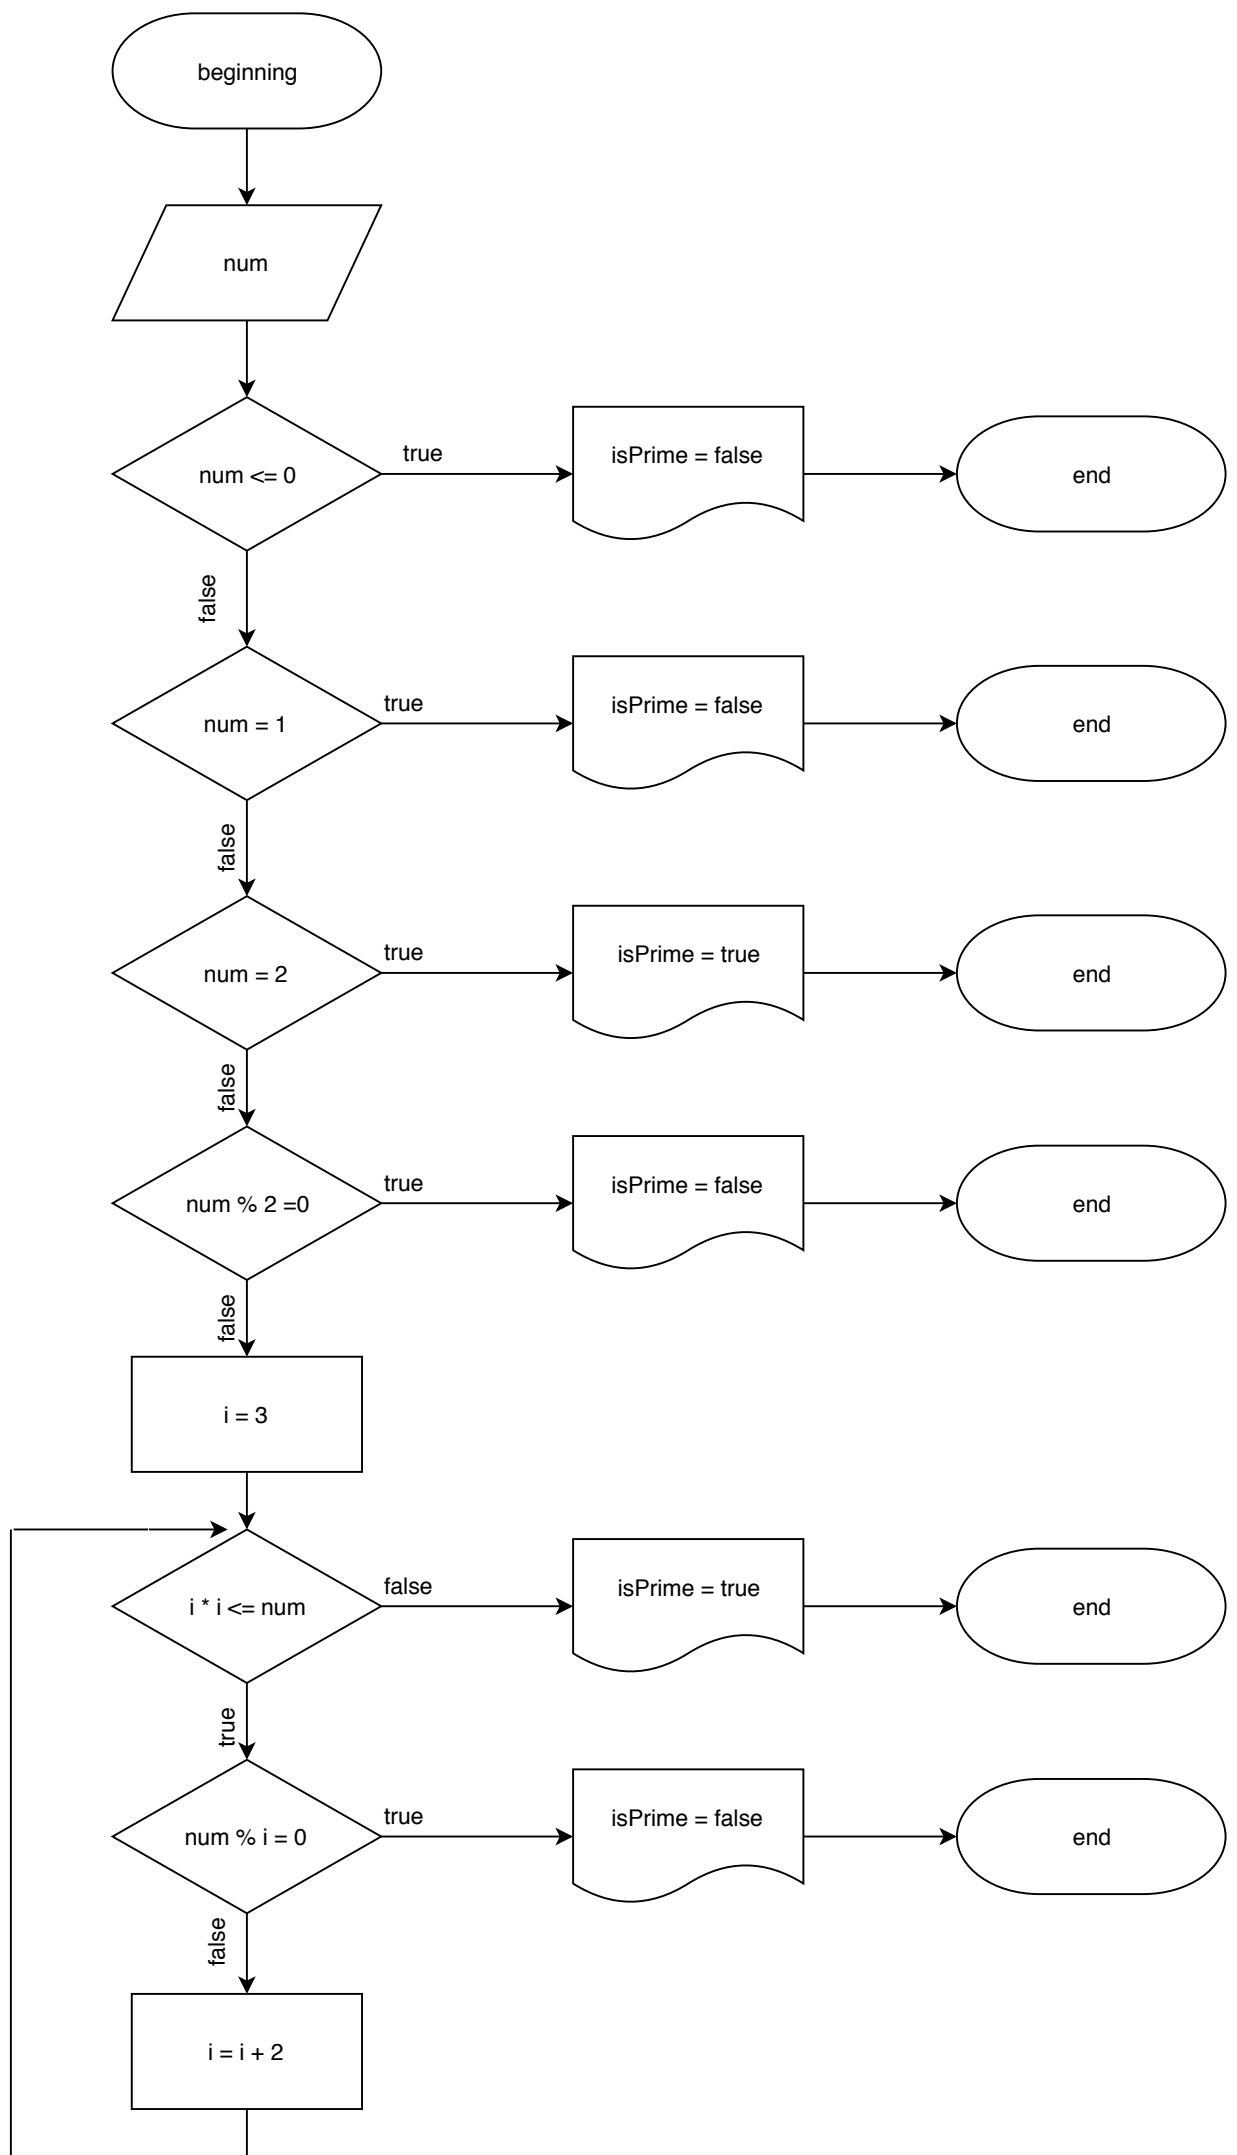 beginning
num
num <= 0
true
isPrime = false
end
false
num = 1
true
isPrime = false
end
false
num = 2
true
isPrime = true
end
false
num % 2 =0
true
isPrime = false
end
false
i = 3
i * i <= num
false
isPrime = true
end
true
num % i = 0
true
isPrime = false
end
false
i = i + 2